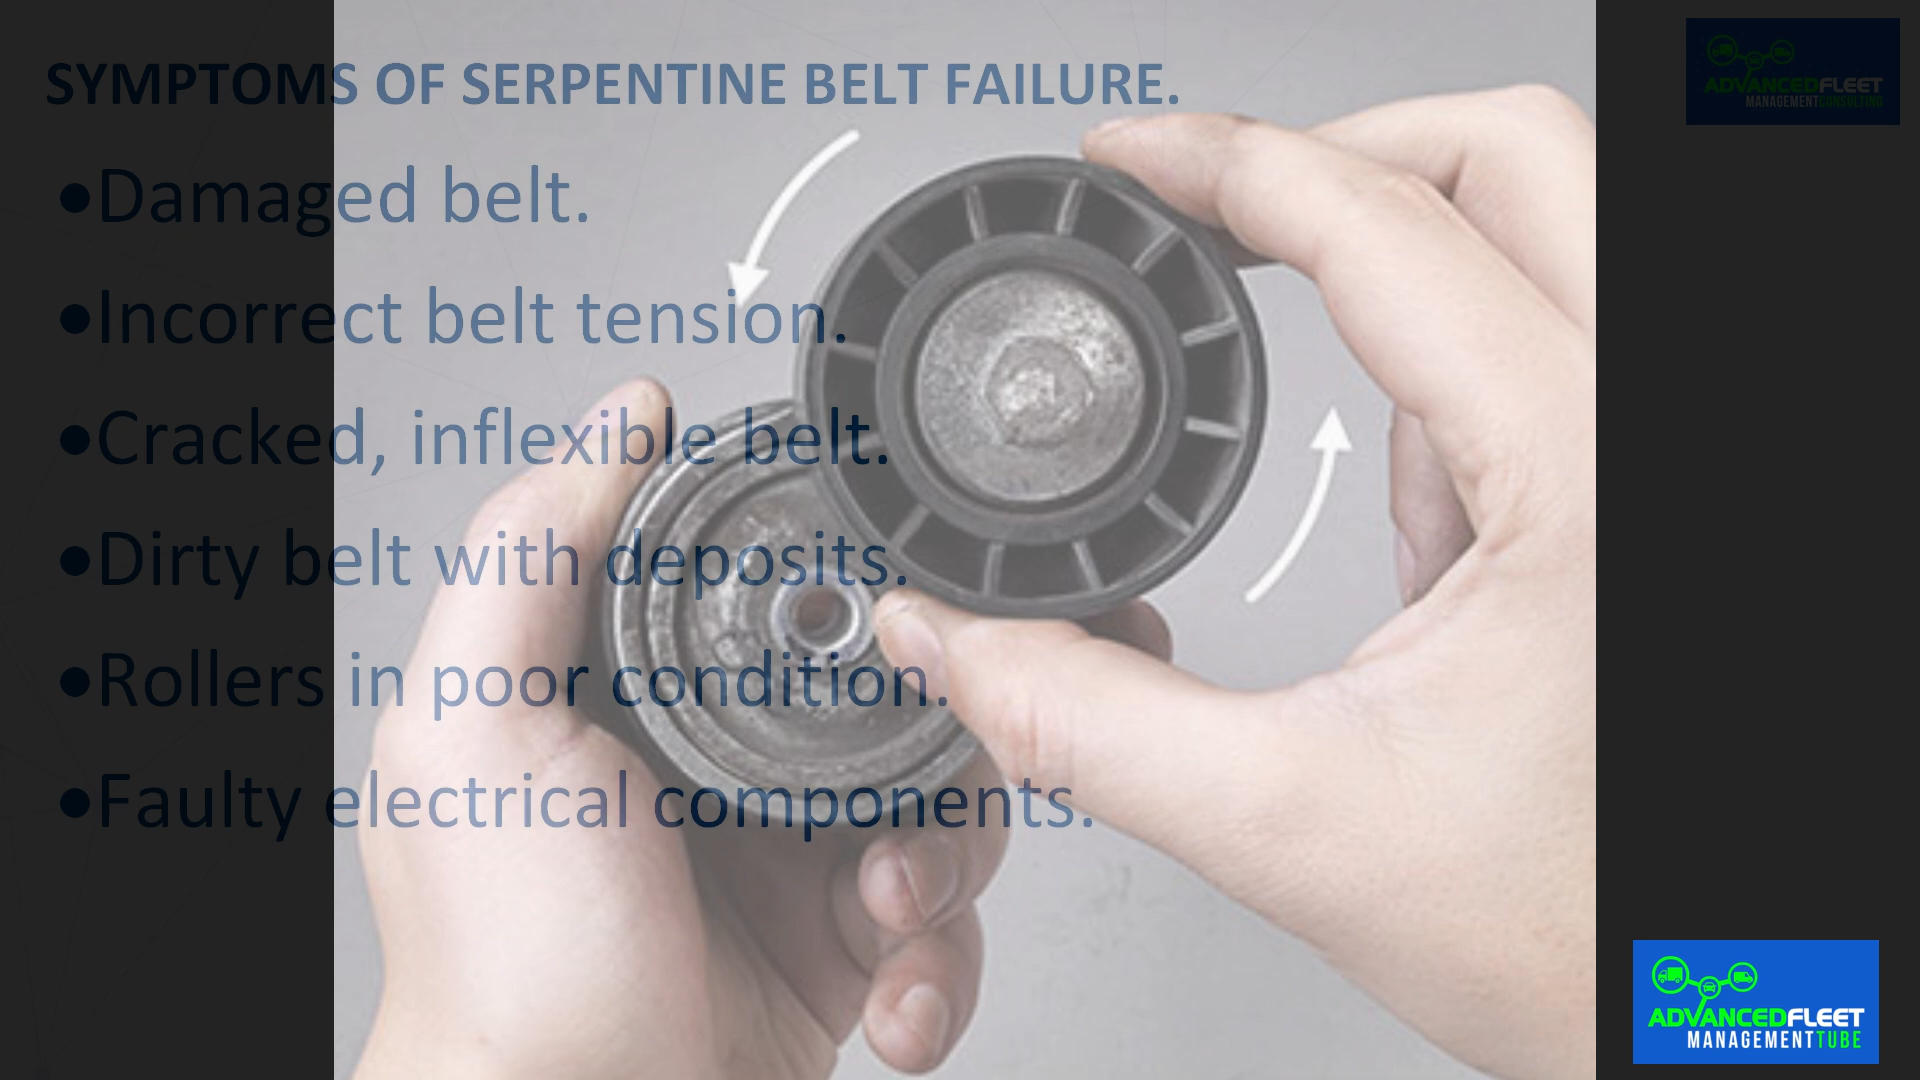 SYMPTOMS OF SERPENTINE BELT FAILURE.
•Damaged belt.
•Incorrect belt tension.
•Cracked, inflexible belt.
•Dirty belt with deposits.
•Rollers in poor condition.
•Faulty electrical components.
ADVANCEDFLEET
MANAGEMENTCONSULTING
ADVANCEDFLEET
MANAGEMENTTUBE